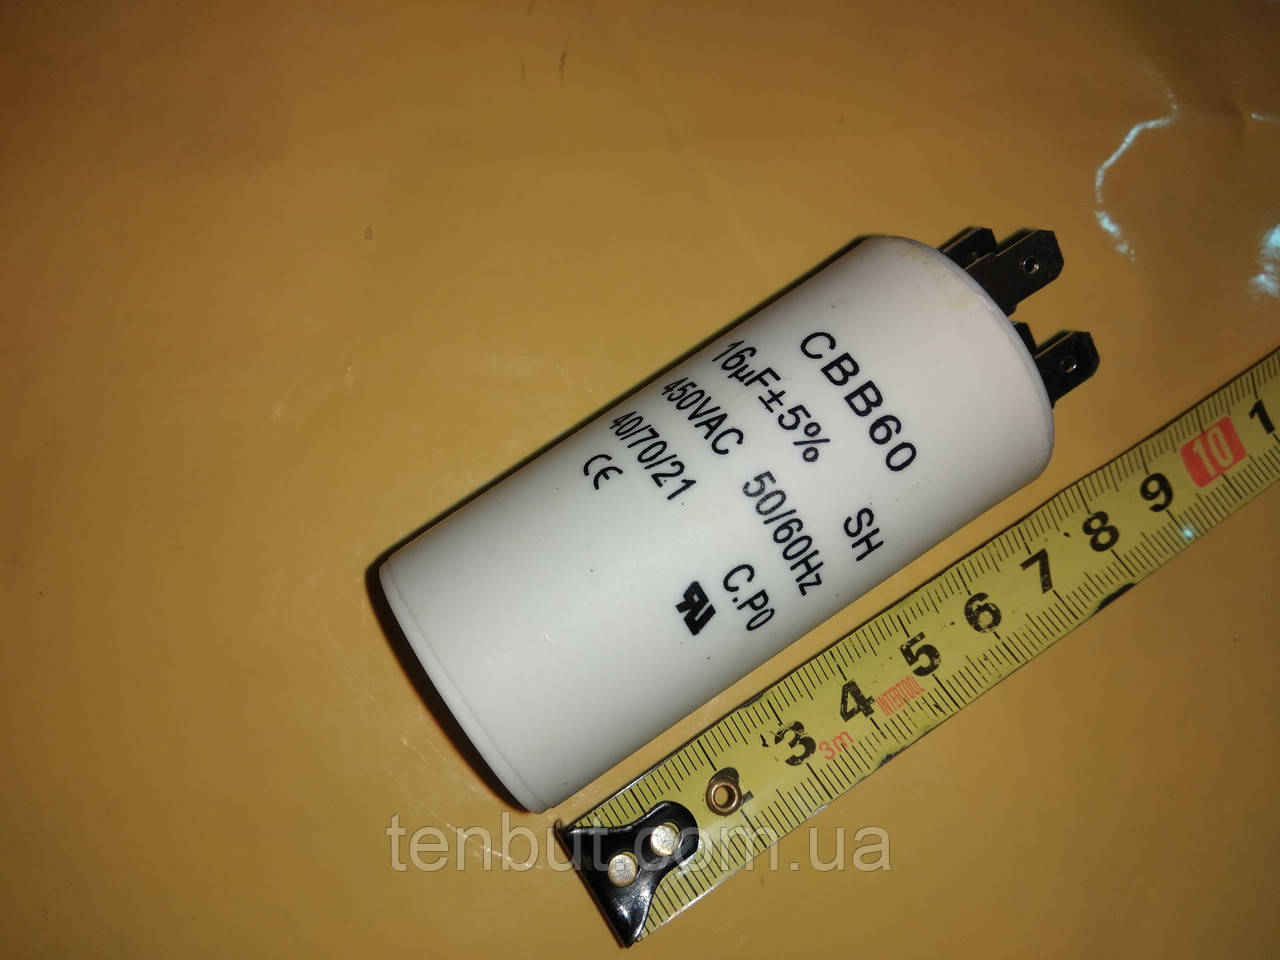 CBB60 SH
16µF±5%
450VAC 50/60Hz
40/70/21 C.P0
CE
3 4 5 6 7 8 9 10 1
3m INTERTOOL
tenbut.com.ua